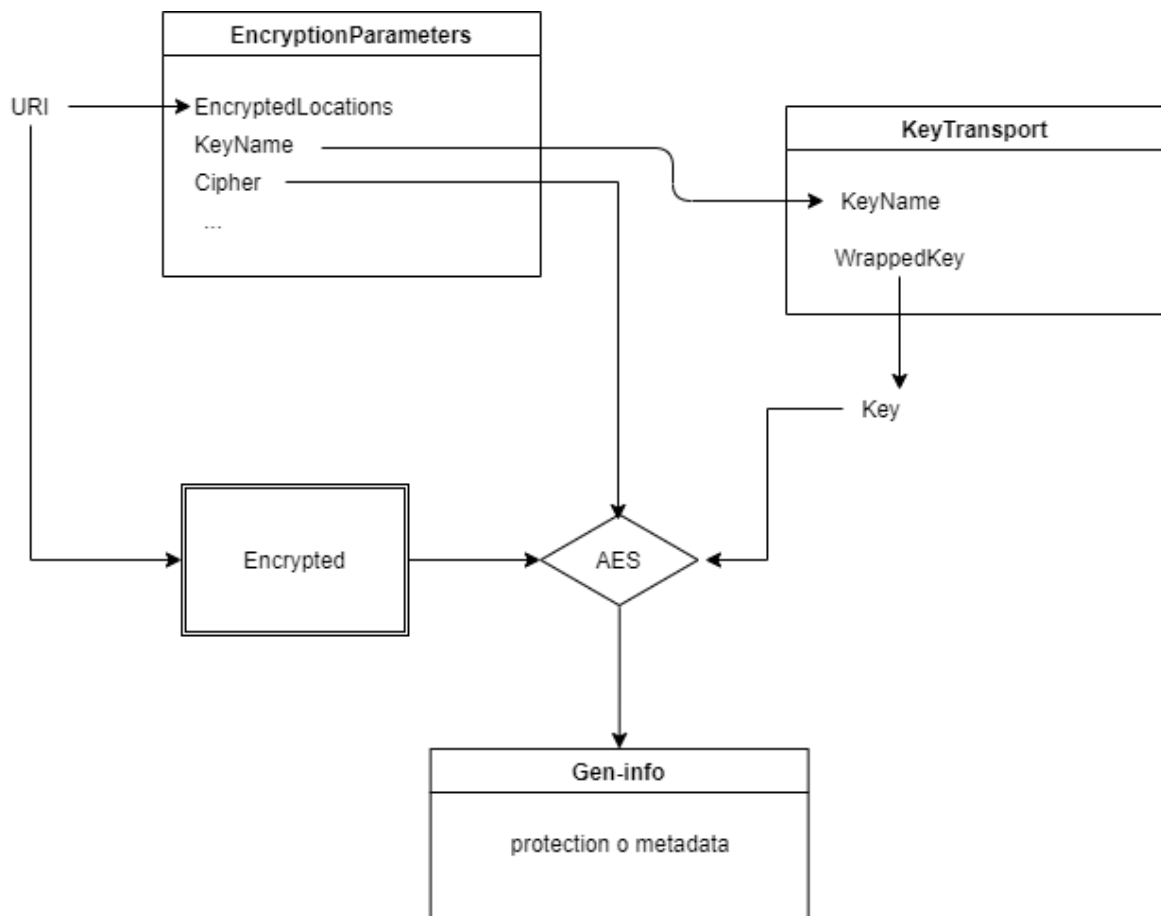 EncryptionParameters
URI
EncryptedLocations
KeyName
Cipher
...
KeyTransport
KeyName
WrappedKey
Key
Encrypted
AES
Gen-info
protection o metadata